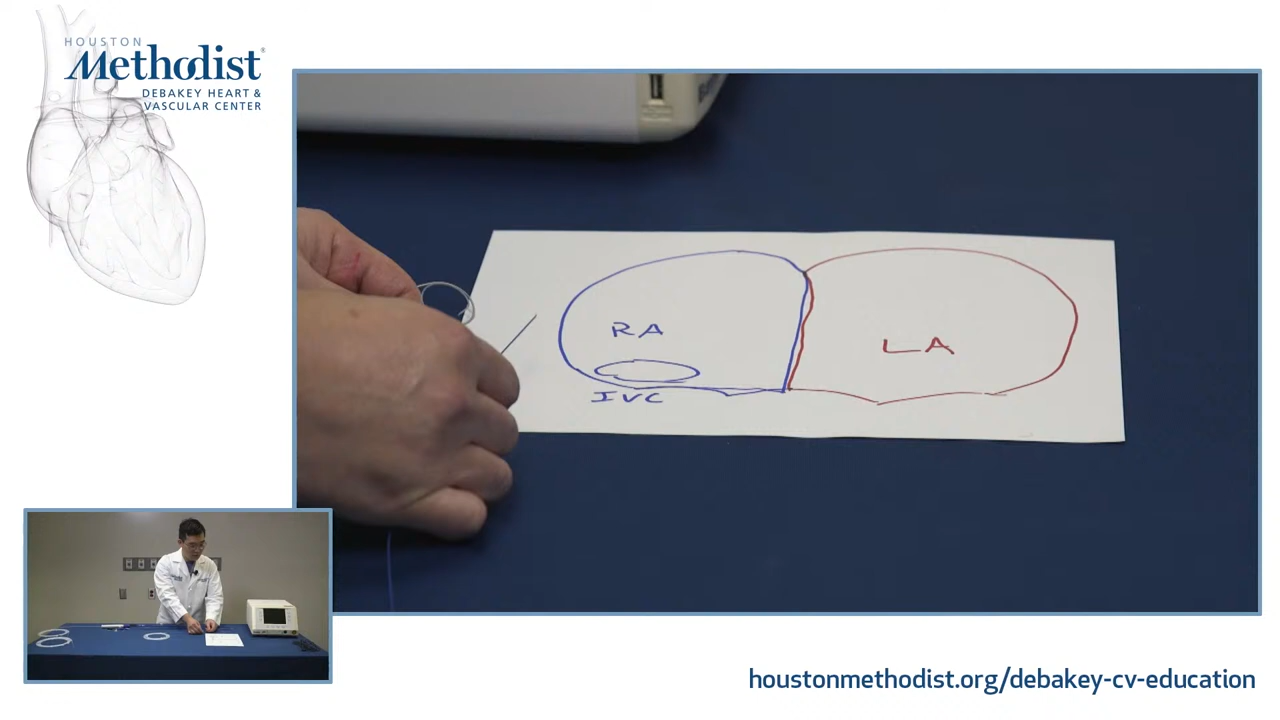 HOUSTON
Methodist®
DEBAKEY HEART &
VASCULAR CENTER
RA
LA
IVC
houstonmethodist.org/debakey-cv-education